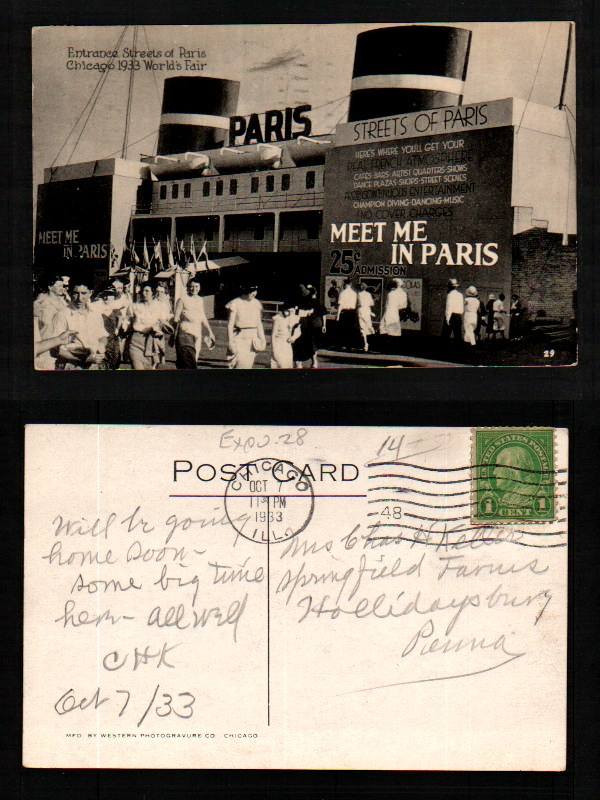 Entrance Streets of Paris
Chicago 1933 World's Fair
PARIS
STREETS OF PARIS
HERE'S WHERE YOU'LL GET YOUR
REAL FRENCH ATMOSPHERE
CAFES-BARS-ARTIST QUARTERS-SHOWS
DANCE PLAZAS-SHOPS-STREET SCENES
CONTINUOUS ENTERTAINMENT
CHAMPION DIVING-DANCING-MUSIC
NO COVER CHARGES
MEET ME
IN PARIS
MEET ME
IN PARIS
25¢
ADMISSION
29
Expo. 28
14-
POST CARD
CHICAGO
OCT 7
11 30 PM
1933
ILL.
48
UNITED STATES POSTAGE
1 1
CENT
Will be going
home soon-
some big time
here- all well
CHK
Oct 7/33
Mrs Chas H Keller
Springfield Farms
Hollidaysburg
Penna
MFD. BY WESTERN PHOTOGRAVURE CO. CHICAGO